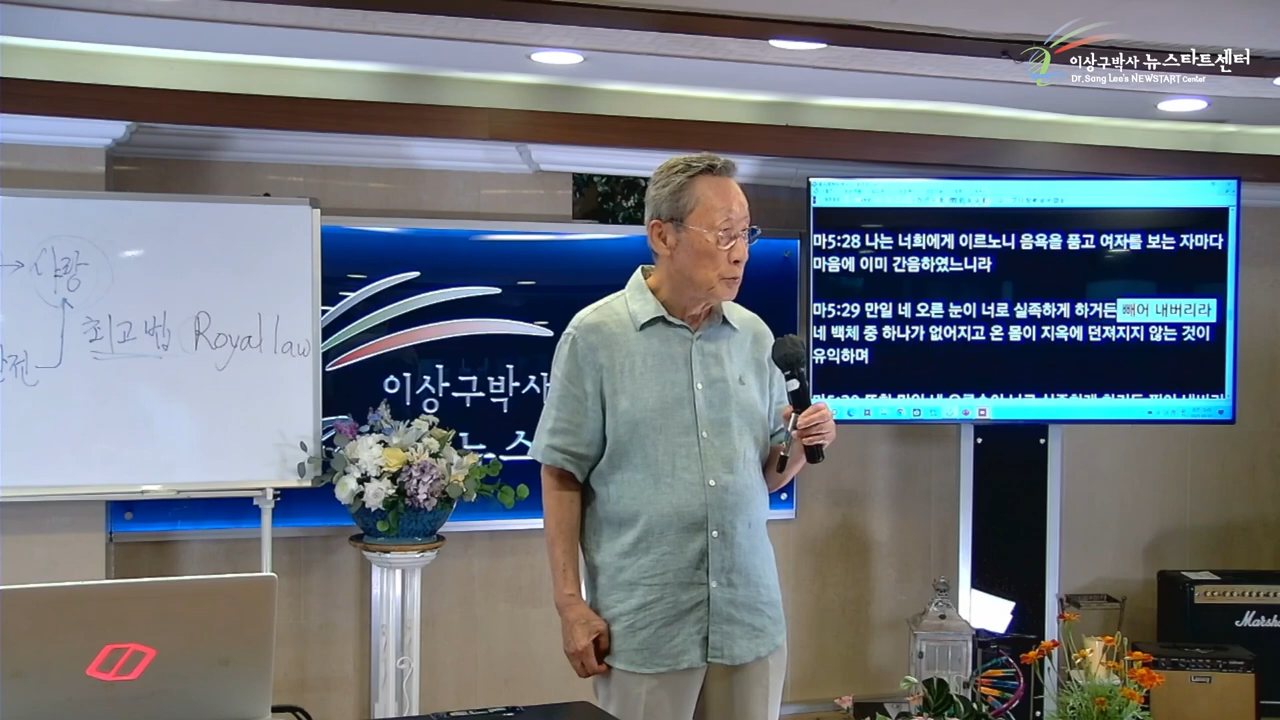 이상구박사 뉴스타트센터
Dr. Sang Lee's NEWSTART Center
사랑
최고법 Royal law
이상구박사
뉴스
마5:28 나는 너희에게 이르노니 음욕을 품고 여자를 보는 자마다
마음에 이미 간음하였느니라
마5:29 만일 네 오른 눈이 너로 실족하게 하거든 빼어 내버리라
네 백체 중 하나가 없어지고 온 몸이 지옥에 던져지지 않는 것이
유익하며
Marsh
Laney